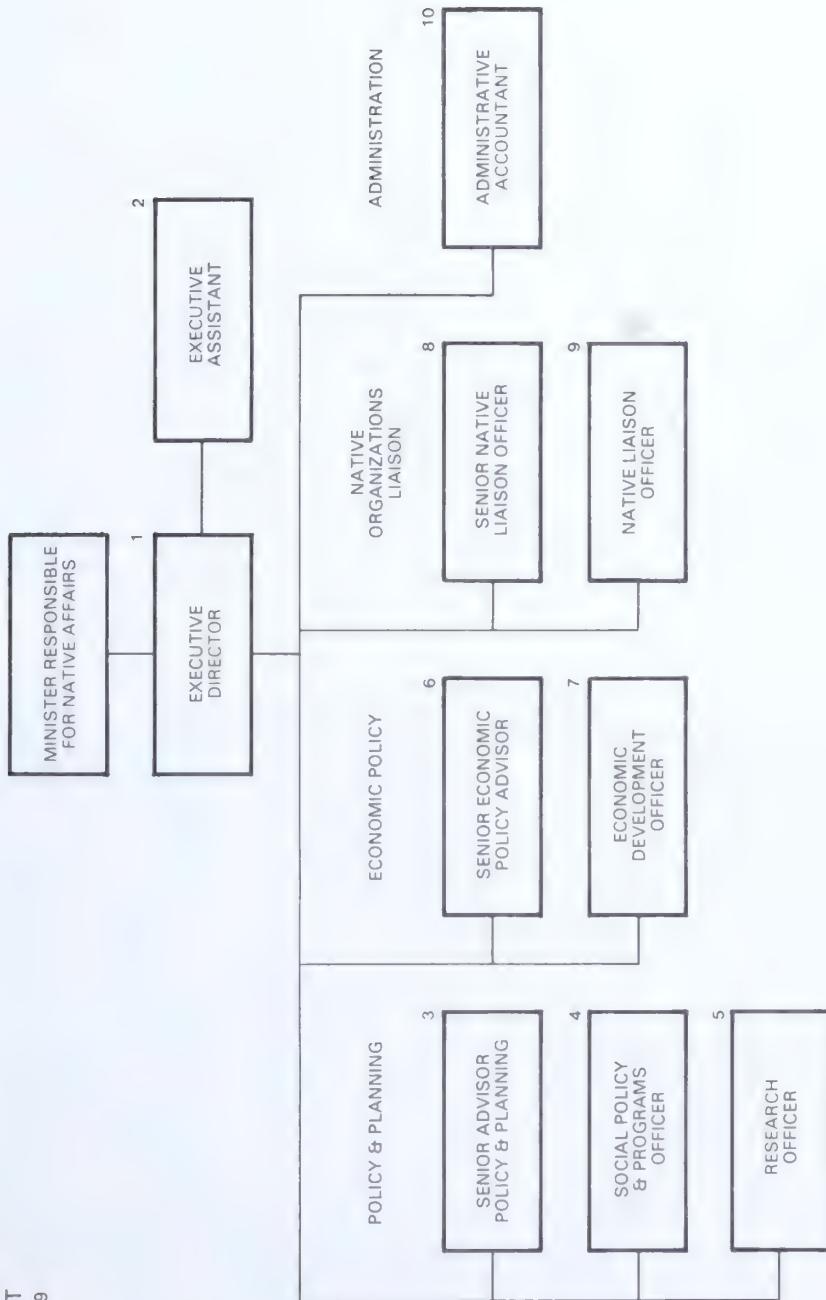 T
9
MINISTER RESPONSIBLE
FOR NATIVE AFFAIRS
1
EXECUTIVE
DIRECTOR
2
EXECUTIVE
ASSISTANT
POLICY & PLANNING
3
SENIOR ADVISOR
POLICY & PLANNING
4
SOCIAL POLICY
& PROGRAMS
OFFICER
5
RESEARCH
OFFICER
ECONOMIC POLICY
6
SENIOR ECONOMIC
POLICY ADVISOR
7
ECONOMIC
DEVELOPMENT
OFFICER
NATIVE
ORGANIZATIONS
LIAISON
8
SENIOR NATIVE
LIAISON OFFICER
9
NATIVE LIAISON
OFFICER
ADMINISTRATION
10
ADMINISTRATIVE
ACCOUNTANT